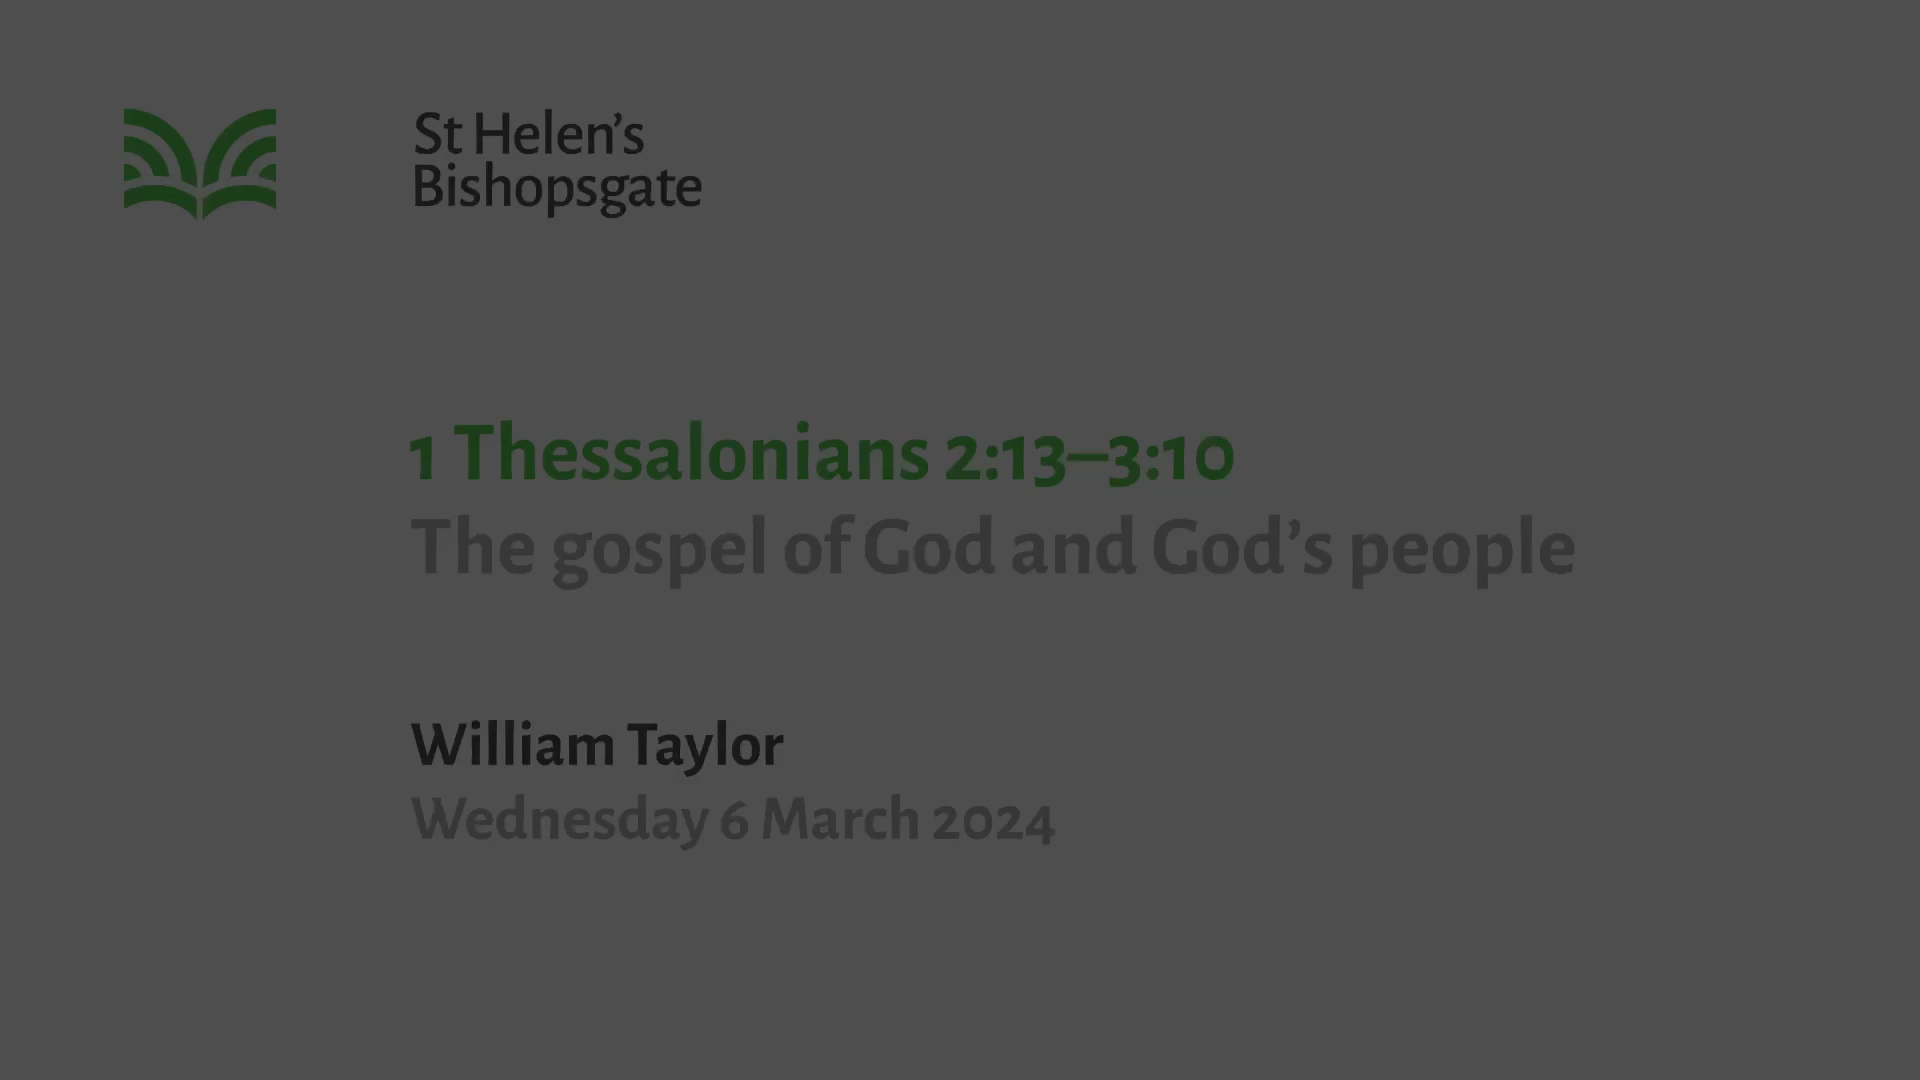 St Helen’s
Bishopsgate
1 Thessalonians 2:13–3:10
The gospel of God and God’s people
William Taylor
Wednesday 6 March 2024